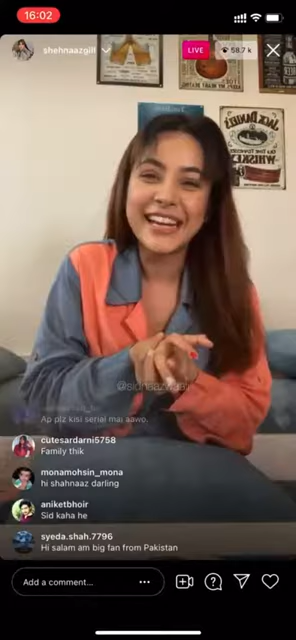 16:02
shehnaazgill
LIVE
58.7 k
JACK DANIEL'S
WHISKEY
Ap plz kisi serial mai aawo.
cutesardarni5758
Family thik
monamohsin_mona
hi shahnaaz darling
aniketbhoir
Sid kaha he
syeda.shah.7796
Hi salam am big fan from Pakistan
Add a comment...